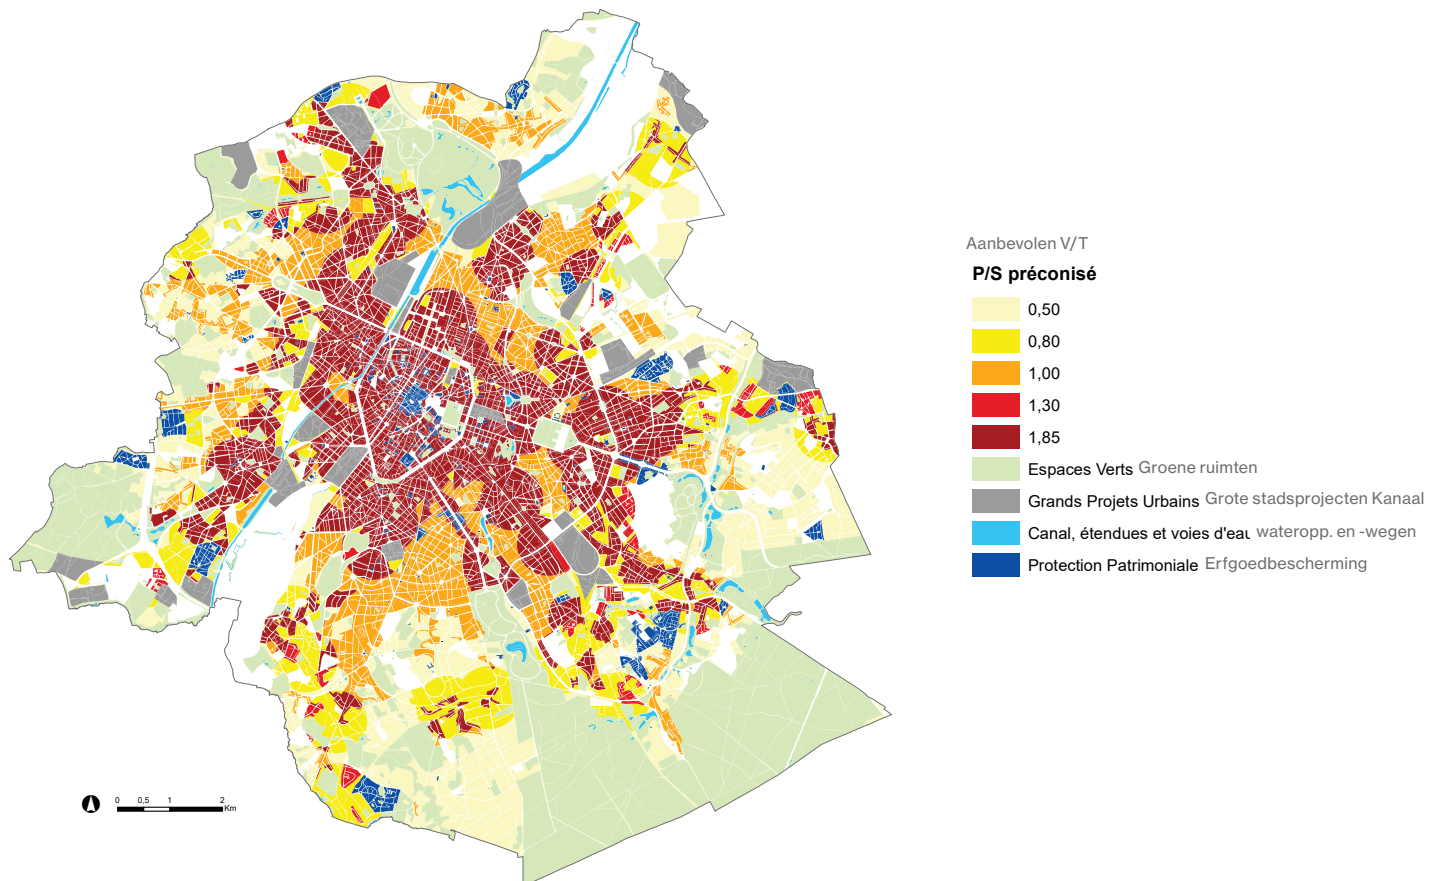 Aanbevolen V/T
P/S préconisé
0,50
0,80
1,00
1,30
1,85
Espaces Verts Groene ruimten
Grands Projets Urbains Grote stadsprojecten Kanaal
Canal, étendues et voies d'eau wateropp. en -wegen
Protection Patrimoniale Erfgoedbescherming
0 0,5 1 2
Km